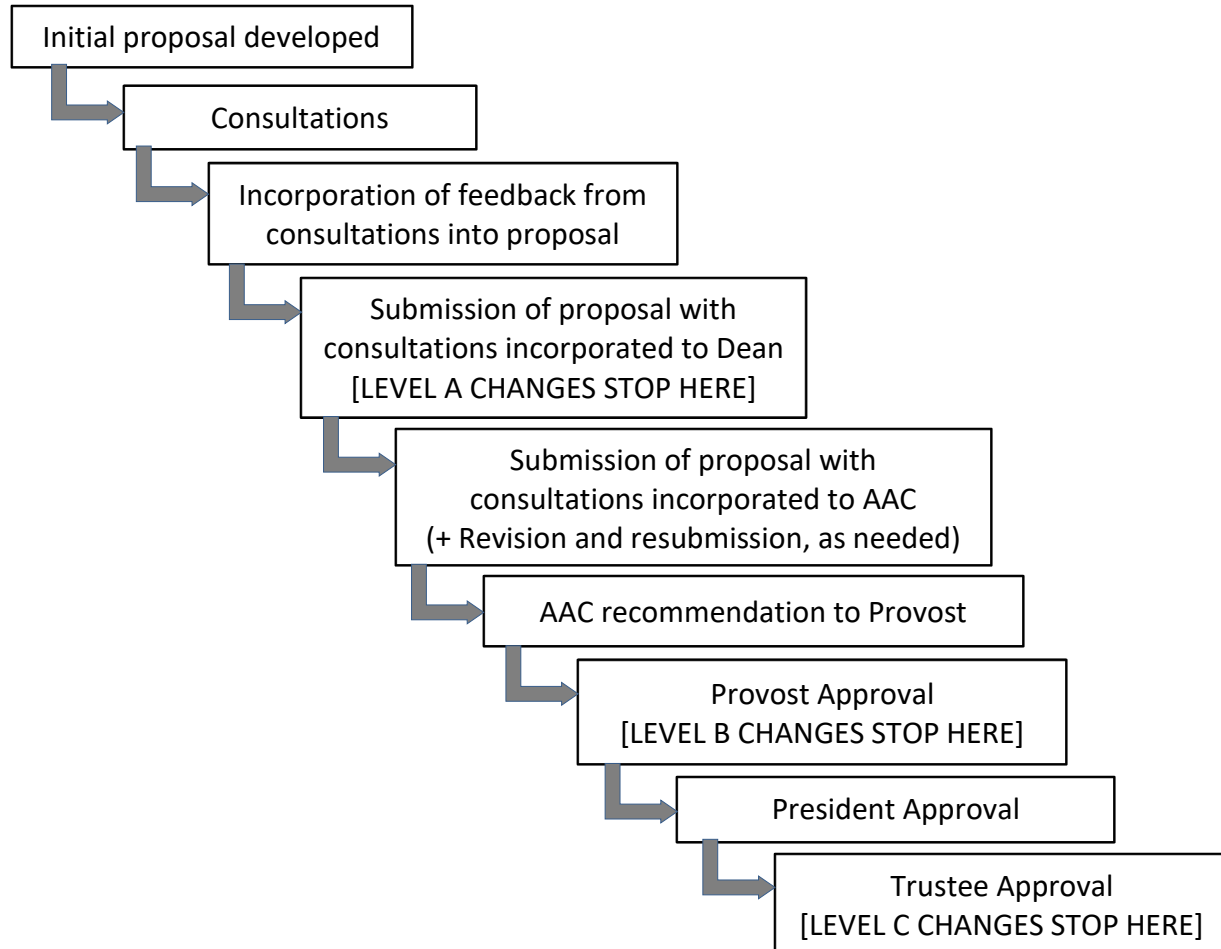 Initial proposal developed
Consultations
Incorporation of feedback from
consultations into proposal
Submission of proposal with
consultations incorporated to Dean
[LEVEL A CHANGES STOP HERE]
Submission of proposal with
consultations incorporated to AAC
(+ Revision and resubmission, as needed)
AAC recommendation to Provost
Provost Approval
[LEVEL B CHANGES STOP HERE]
President Approval
Trustee Approval
[LEVEL C CHANGES STOP HERE]